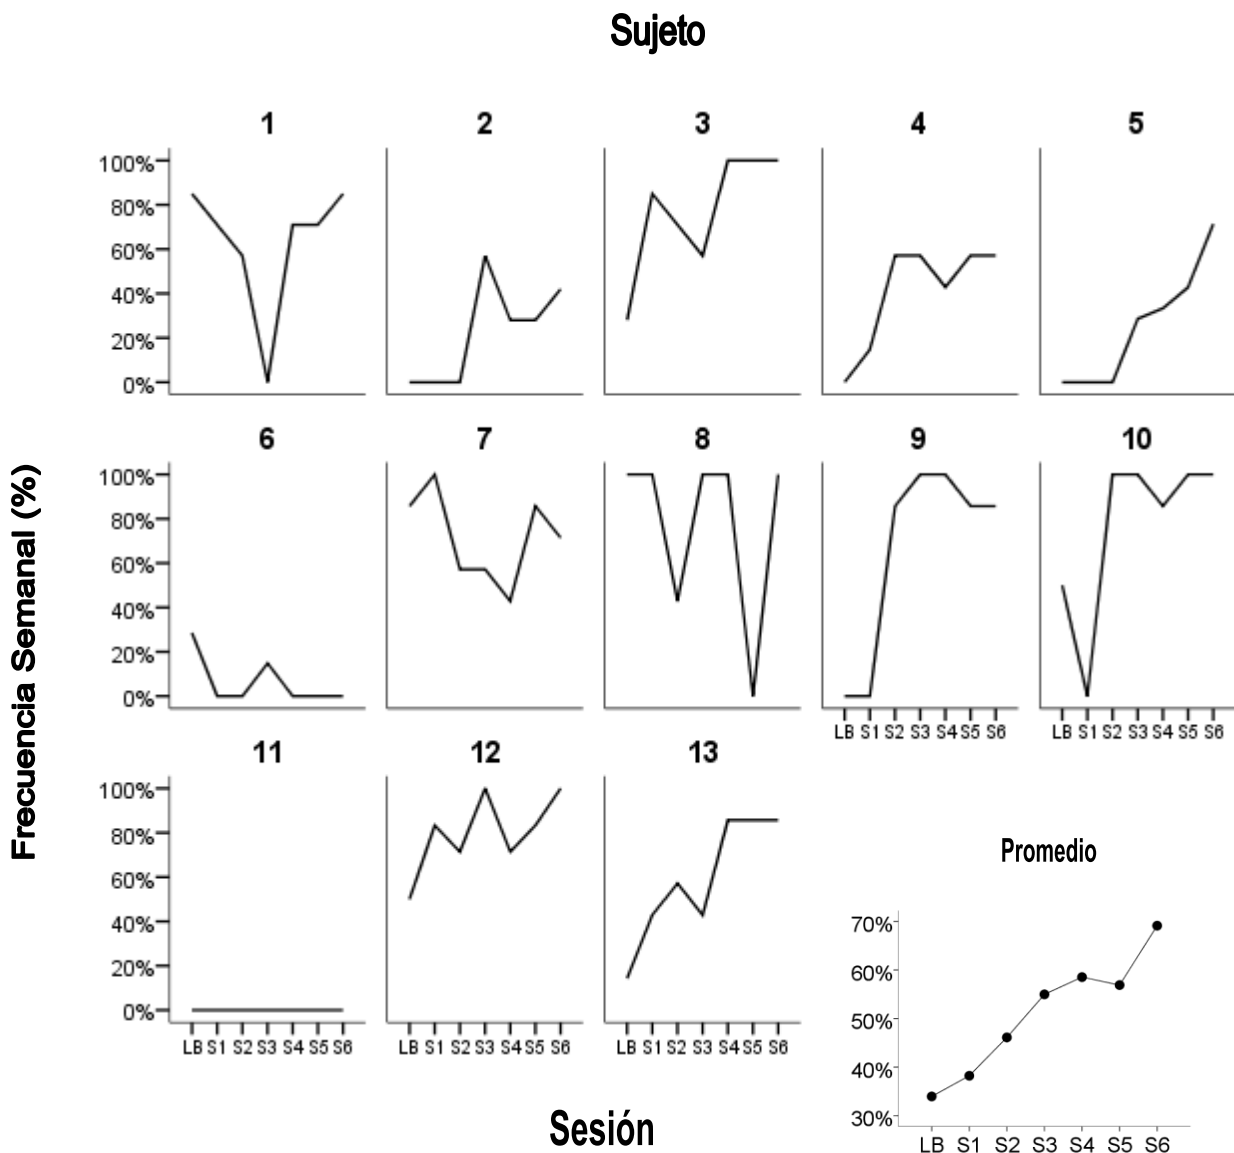 Sujeto
1 2 3 4 5
100%
80%
60%
40%
20%
0%
6 7 8 9 10
100%
80%
60%
40%
20%
0%
LB S1 S2 S3 S4 S5 S6 LB S1 S2 S3 S4 S5 S6
Frecuencia Semanal (%)
11 12 13
100%
80%
60%
40%
20%
0%
LB S1 S2 S3 S4 S5 S6 LB S1 S2 S3 S4 S5 S6 LB S1 S2 S3 S4 S5 S6
Promedio
70%
60%
50%
40%
30%
LB S1 S2 S3 S4 S5 S6
Sesión